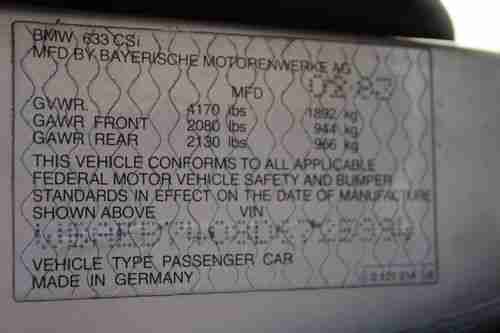 BMW 633 CSi
MFD BY BAYERISCHE MOTORENWERKE AG
MFD 02 83
GVWR. 4170 lbs 1892 kg
GAWR FRONT 2080 lbs 944 kg
GAWR REAR 2130 lbs 966 kg
THIS VEHICLE CONFORMS TO ALL APPLICABLE
FEDERAL MOTOR VEHICLE SAFETY AND BUMPER
STANDARDS IN EFFECT ON THE DATE OF MANUFACTURE
SHOWN ABOVE VIN
VEHICLE TYPE PASSENGER CAR
MADE IN GERMANY